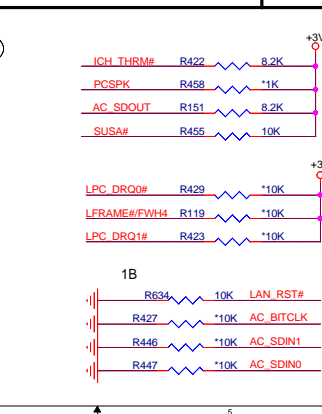 +3V
ICH_THRM# R422 8.2K
PCSPK R458 *1K
AC_SDOUT R151 8.2K
SUSA# R455 10K
+3
LPC_DRQ0# R429 *10K
LFRAME#/FWH4 R119 *10K
LPC_DRQ1# R423 *10K
1B
R634 10K LAN_RST#
R427 *10K AC_BITCLK
R446 *10K AC_SDIN1
R447 *10K AC_SDIN0
5